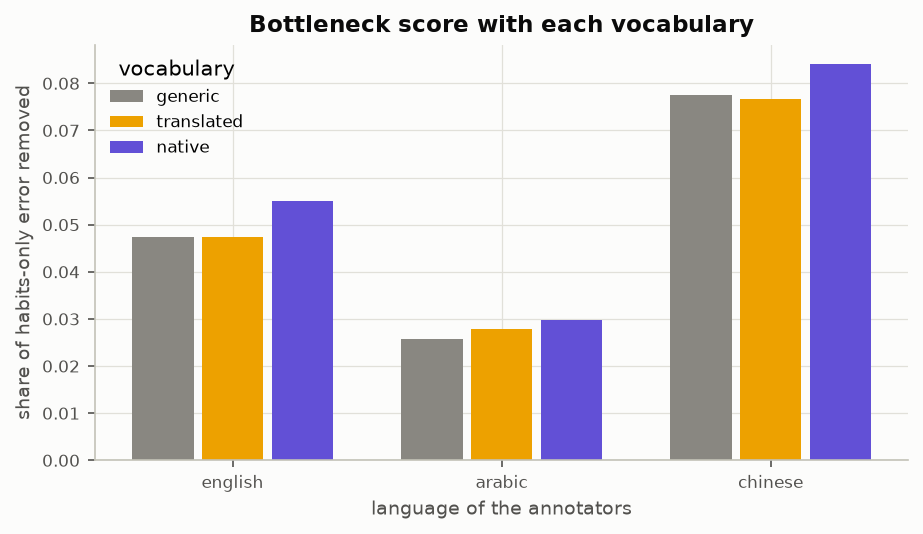 Bottleneck score with each vocabulary
share of habits-only error removed
0.08
0.07
0.06
0.05
0.04
0.03
0.02
0.01
0.00
vocabulary
generic
translated
native
english
arabic
chinese
language of the annotators